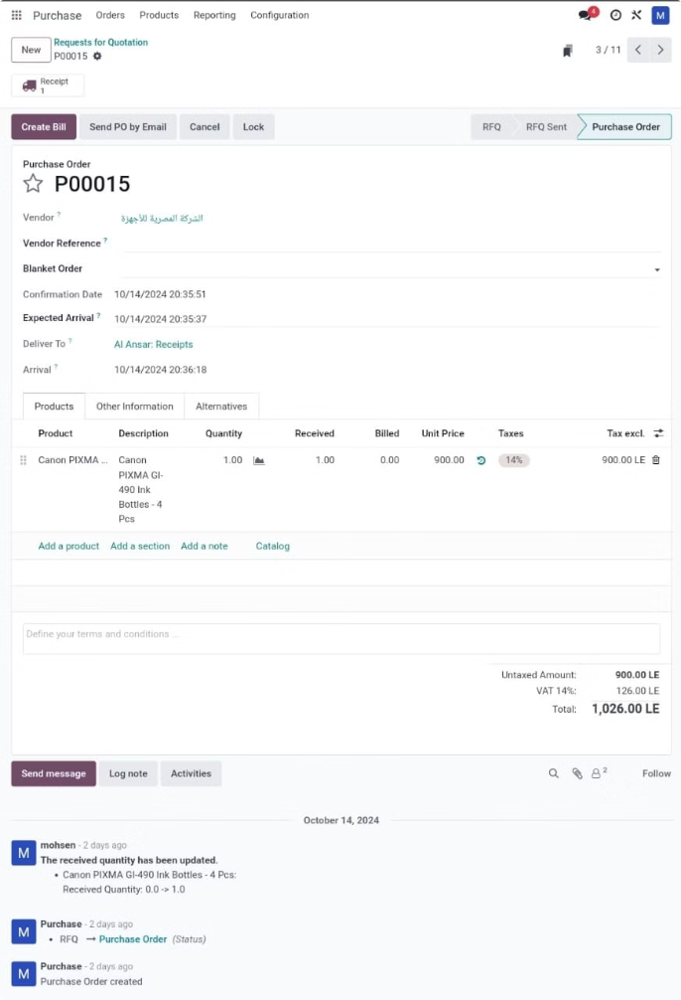 Purchase Orders Products Reporting Configuration 4 M
New Requests for Quotation
P00015
3 / 11
Receipt
1
Create Bill Send PO by Email Cancel Lock RFQ RFQ Sent Purchase Order
Purchase Order
P00015
Vendor ? الشركة المصرية للأجهزة
Vendor Reference ?
Blanket Order
Confirmation Date 10/14/2024 20:35:51
Expected Arrival ? 10/14/2024 20:35:37
Deliver To ? Al Ansar: Receipts
Arrival ? 10/14/2024 20:36:18
Products Other Information Alternatives
Product Description Quantity Received Billed Unit Price Taxes Tax excl.
Canon PIXMA ... Canon 1.00 1.00 0.00 900.00 14% 900.00 LE
PIXMA GI-
490 Ink
Bottles - 4
Pcs
Add a product Add a section Add a note Catalog
Define your terms and conditions ...
Untaxed Amount: 900.00 LE
VAT 14%: 126.00 LE
Total: 1,026.00 LE
Send message Log note Activities 2 Follow
October 14, 2024
M mohsen - 2 days ago
The received quantity has been updated.
• Canon PIXMA GI-490 Ink Bottles - 4 Pcs:
Received Quantity: 0.0 -> 1.0
M Purchase - 2 days ago
• RFQ → Purchase Order (Status)
M Purchase - 2 days ago
Purchase Order created